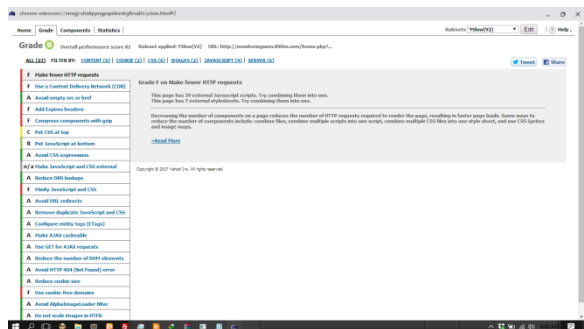 Home Grade Components Statistics
Rulesets YSlow(V2) Edit Help
Grade B Overall performance score 81 Ruleset applied: YSlow(V2) URL:
ALL (23) FILTER BY: CONTENT (6) | COOKIE (2) | CSS (6) | IMAGES (2) | JAVASCRIPT (4) | SERVER (6)
Tweet Share
F Make fewer HTTP requests
F Use a Content Delivery Network (CDN)
A Avoid empty src or href
F Add Expires headers
F Compress components with gzip
C Put CSS at top
B Put JavaScript at bottom
A Avoid CSS expressions
n/a Make JavaScript and CSS external
A Reduce DNS lookups
F Minify JavaScript and CSS
A Avoid URL redirects
A Remove duplicate JavaScript and CSS
A Configure entity tags (ETags)
A Make AJAX cacheable
A Use GET for AJAX requests
A Reduce the number of DOM elements
A Avoid HTTP 404 (Not Found) error
A Reduce cookie size
F Use cookie-free domains
A Avoid AlphaImageLoader filter
A Do not scale images in HTML
Grade F on Make fewer HTTP requests
This page has 29 external Javascript scripts. Try combining them into one.
This page has 7 external stylesheets. Try combining them into one.
Decreasing the number of components on a page reduces the number of HTTP requests required to render the page, resulting in faster page loads. Some ways to
reduce the number of components include: combine files, combine multiple scripts into one script, combine multiple CSS files into one style sheet, and use CSS Sprites
and image maps.
»Read More
Copyright © 2017 Yahoo! Inc. All rights reserved.